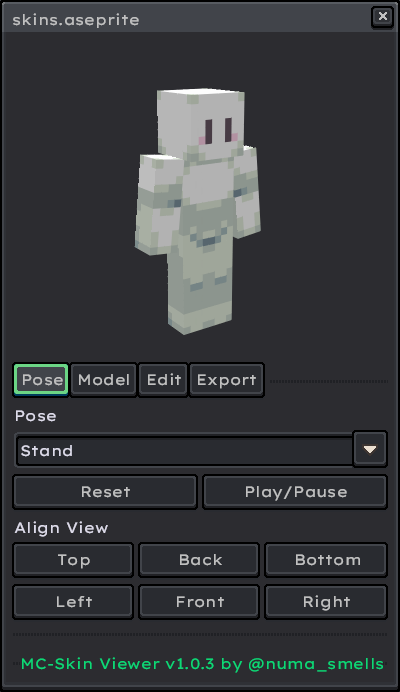 skins.aseprite
Pose Model Edit Export
Pose
Stand
Reset Play/Pause
Align View
Top Back Bottom
Left Front Right
MC-Skin Viewer v1.0.3 by @numa_smells